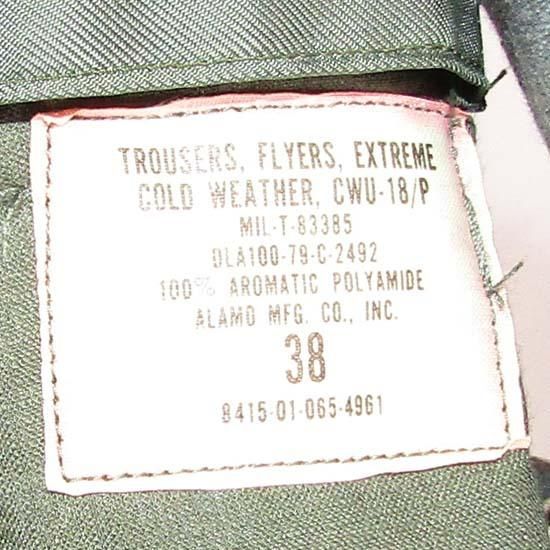 TROUSERS, FLYERS, EXTREME
COLD WEATHER, CWU-18/P
MIL-T-83385
DLA100-79-C-2492
100% AROMATIC POLYAMIDE
ALAMO MFG. CO., INC.
38
8415-01-065-4961